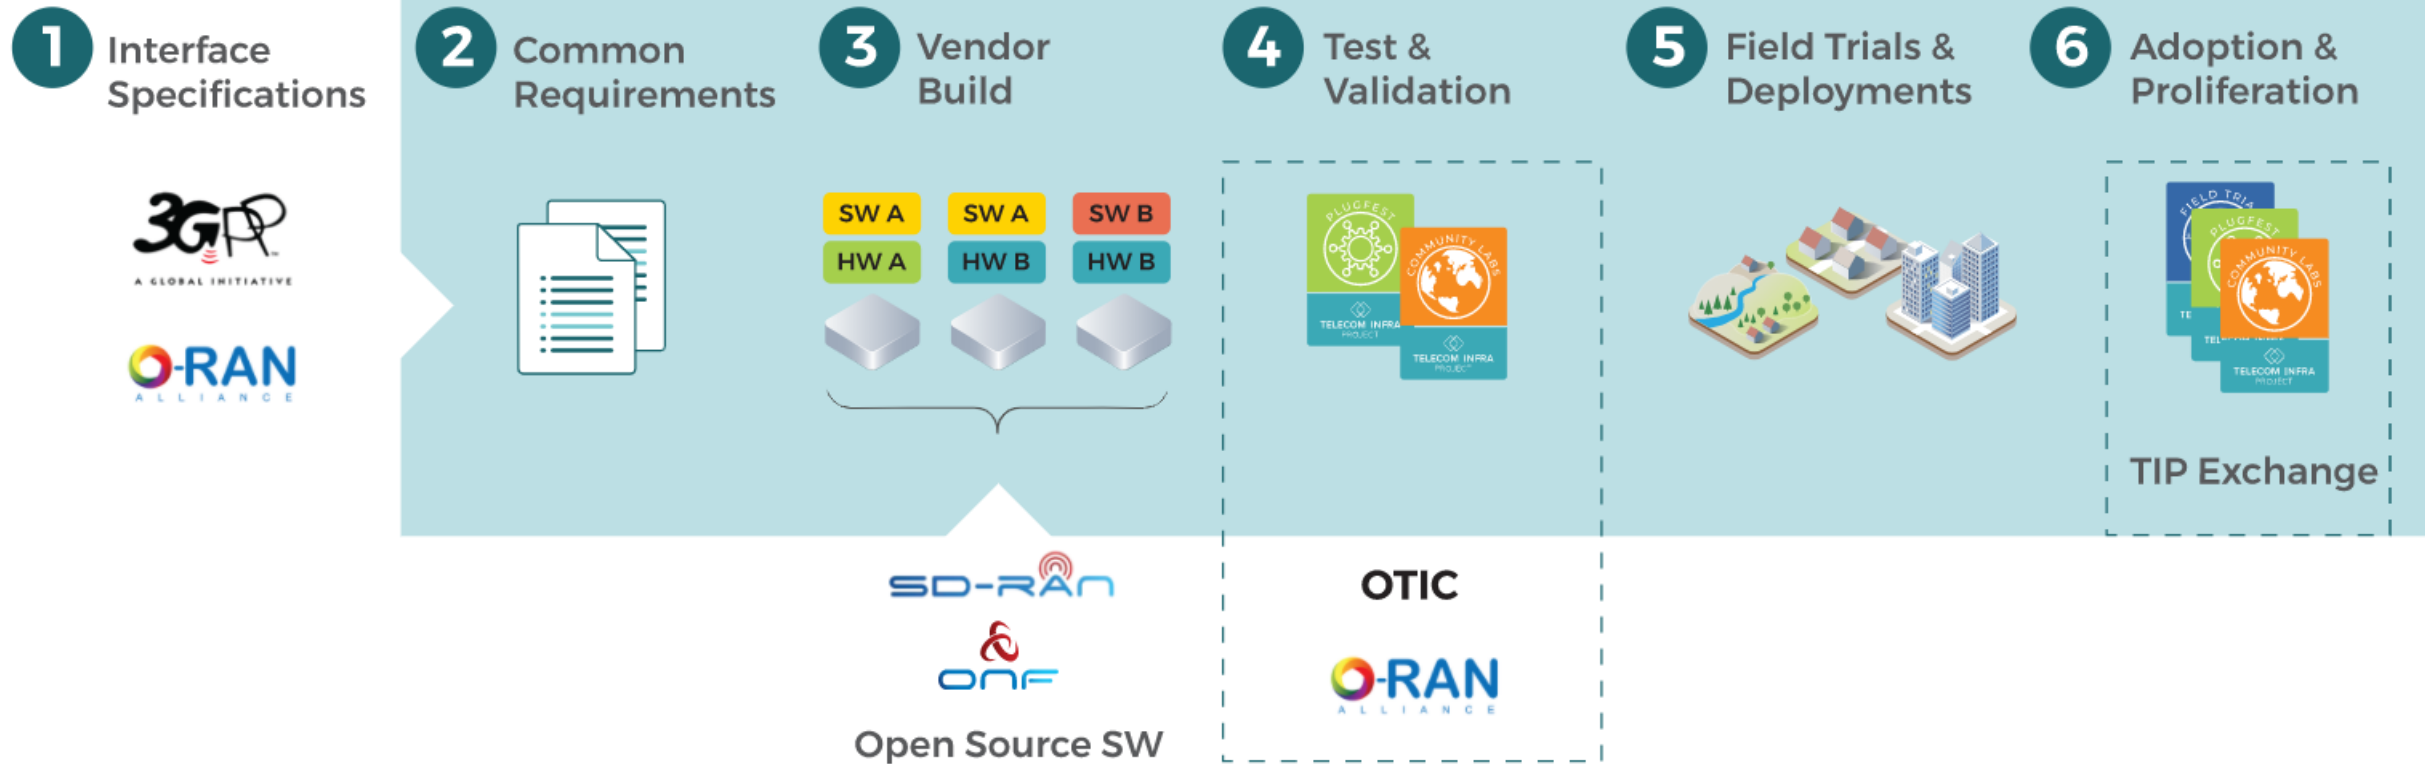 1 Interface
Specifications
3GPP
A GLOBAL INITIATIVE
O-RAN
ALLIANCE
2 Common
Requirements
3 Vendor
Build
SW A
SW A
SW B
HW A
HW B
HW B
SD-RAN
ONF
Open Source SW
4 Test &
Validation
PLUGFEST
TELECOM INFRA
PROJECT
COMMUNITY LABS
TELECOM INFRA
PROJECT
OTIC
O-RAN
ALLIANCE
5 Field Trials &
Deployments
6 Adoption &
Proliferation
FIELD TRIA
TE
PLUGFEST
TEL
COMMUNITY LABS
TELECOM INFRA
PROJECT
TIP Exchange